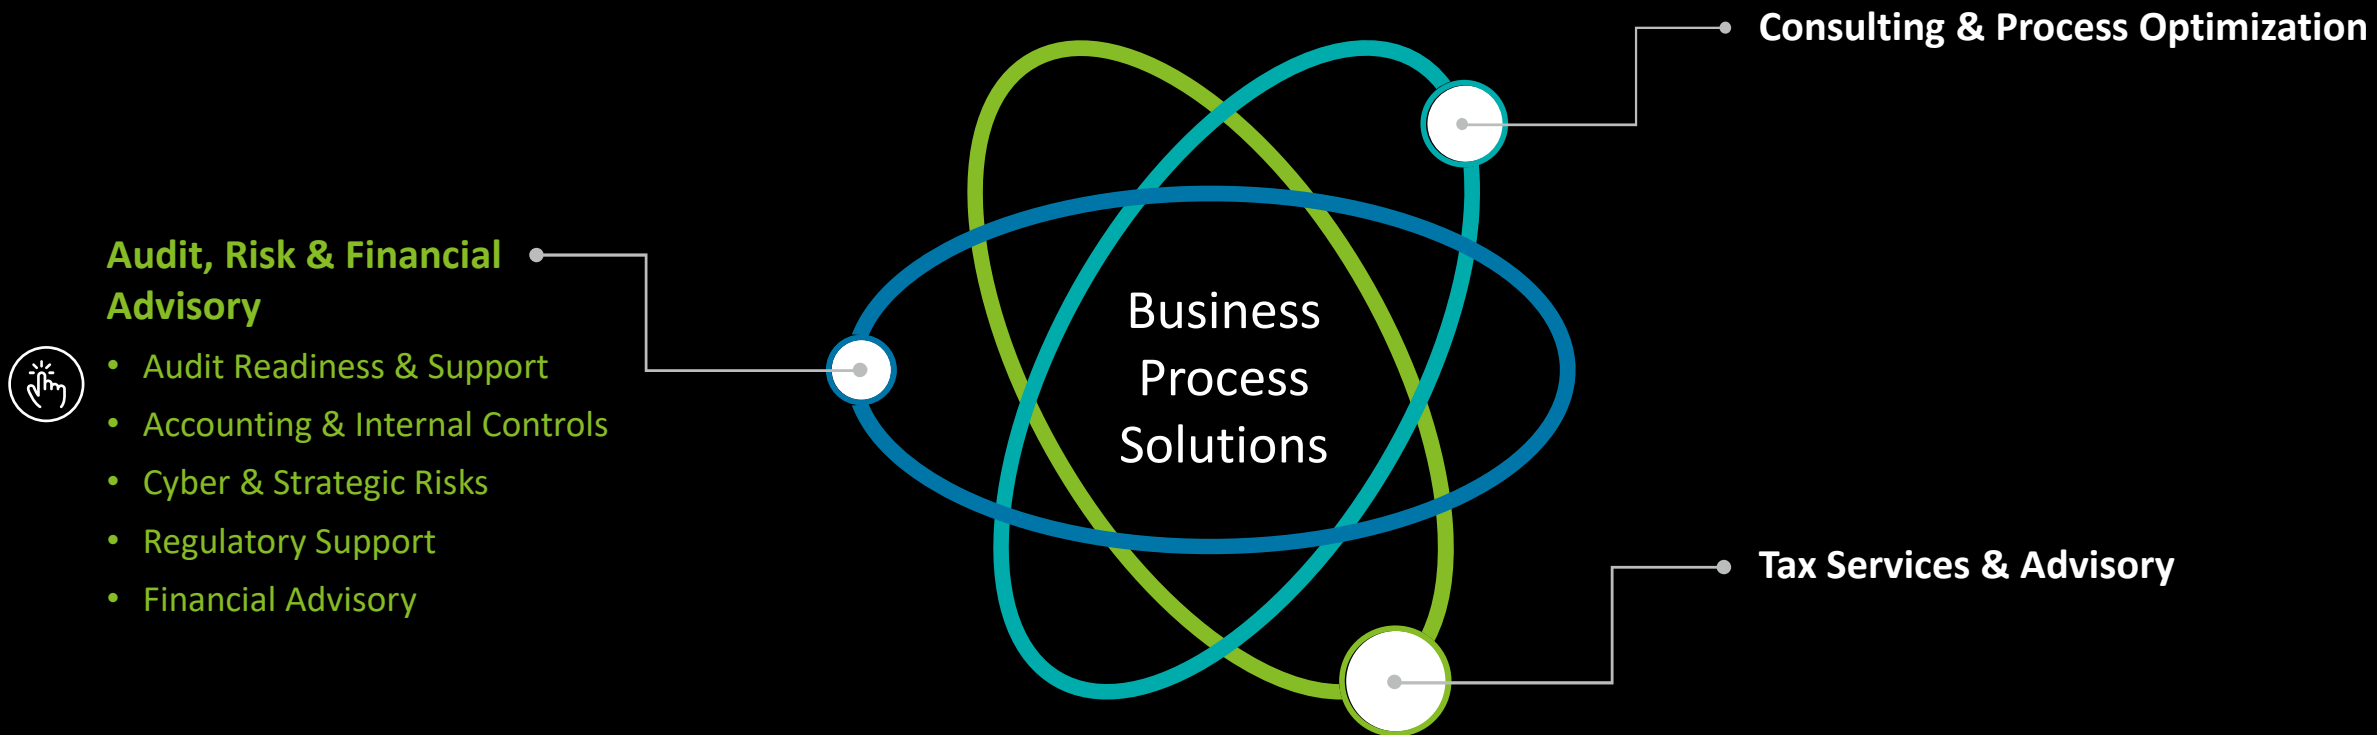 Consulting & Process Optimization
Audit, Risk & Financial
Advisory
• Audit Readiness & Support
• Accounting & Internal Controls
• Cyber & Strategic Risks
• Regulatory Support
• Financial Advisory
Business
Process
Solutions
Tax Services & Advisory